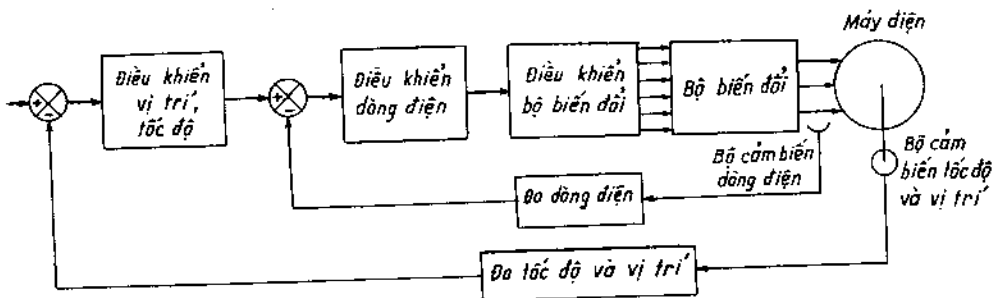 Máy điện
Điều khiển
vị trí,
tốc độ
Điều khiển
dòng điện
Điều khiển
bộ biến đổi
Bộ biến đổi
Bộ cảm biến
dòng điện
Bộ cảm
biến tốc độ
và vị trí
Đo dòng điện
Đo tốc độ và vị trí
+
-
+
-